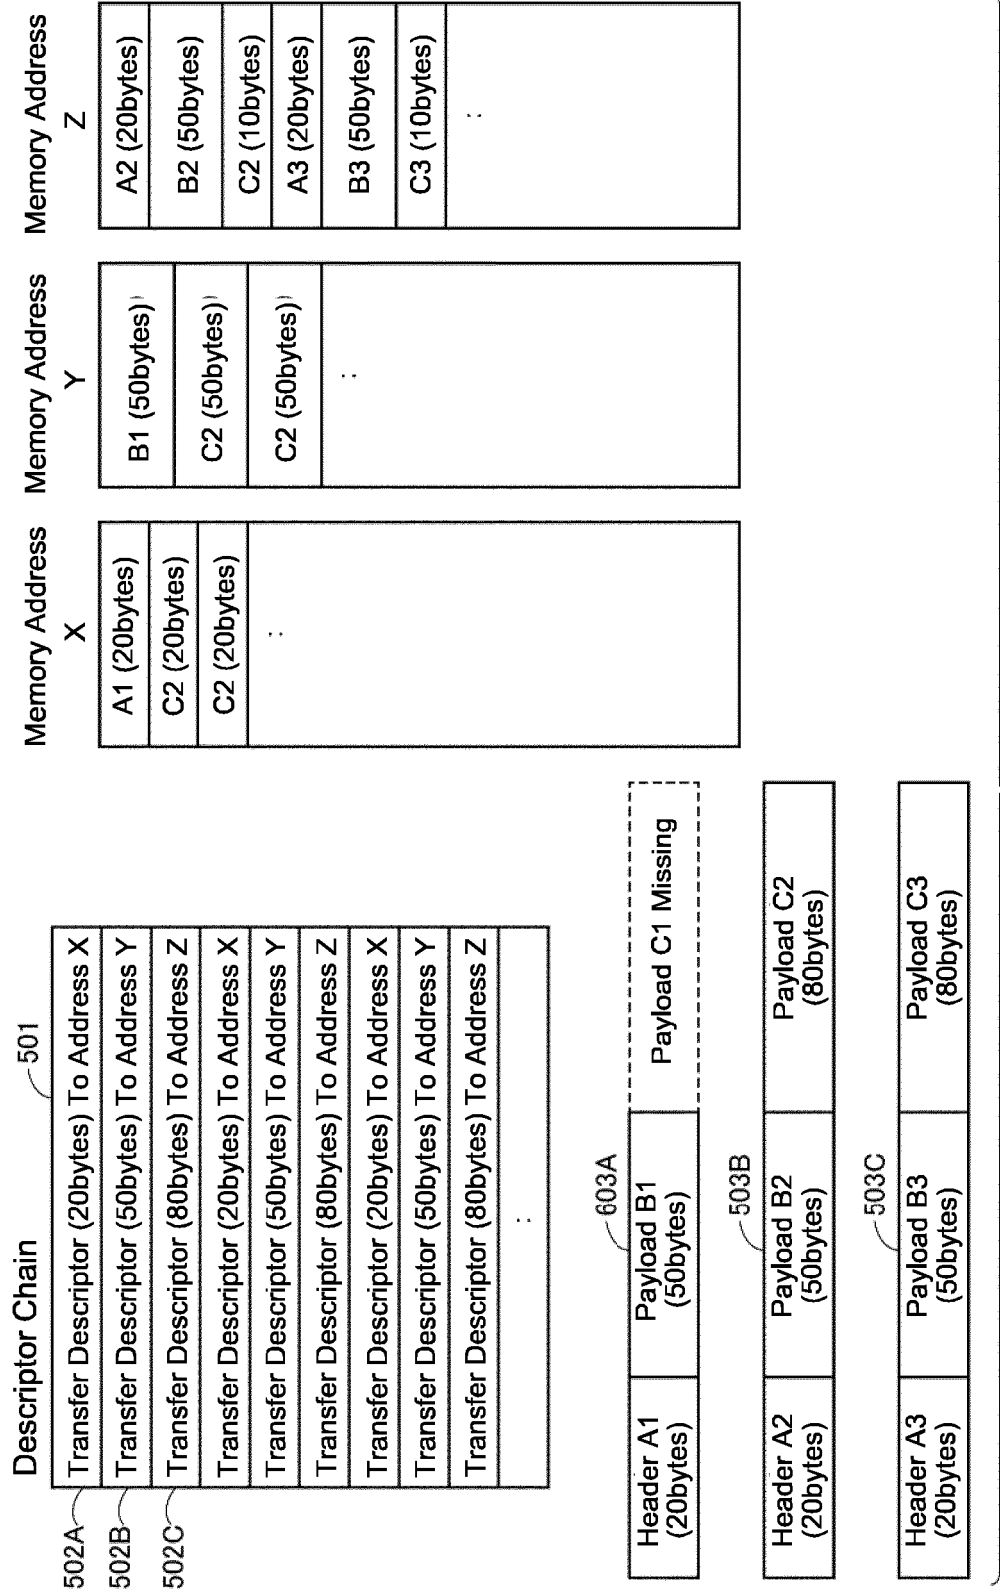 Descriptor Chain
501
502A
502B
502C
Transfer Descriptor (20bytes) To Address X
Transfer Descriptor (50bytes) To Address Y
Transfer Descriptor (80bytes) To Address Z
Transfer Descriptor (20bytes) To Address X
Transfer Descriptor (50bytes) To Address Y
Transfer Descriptor (80bytes) To Address Z
Transfer Descriptor (20bytes) To Address X
Transfer Descriptor (50bytes) To Address Y
Transfer Descriptor (80bytes) To Address Z
:
Memory Address
X
A1 (20bytes)
C2 (20bytes)
C2 (20bytes)
:
Memory Address
Y
B1 (50bytes)
C2 (50bytes)
C2 (50bytes)
:
Memory Address
Z
A2 (20bytes)
B2 (50bytes)
C2 (10bytes)
A3 (20bytes)
B3 (50bytes)
C3 (10bytes)
:
603A
Header A1
(20bytes)
Payload B1
(50bytes)
Payload C1 Missing
503B
Header A2
(20bytes)
Payload B2
(50bytes)
Payload C2
(80bytes)
503C
Header A3
(20bytes)
Payload B3
(50bytes)
Payload C3
(80bytes)